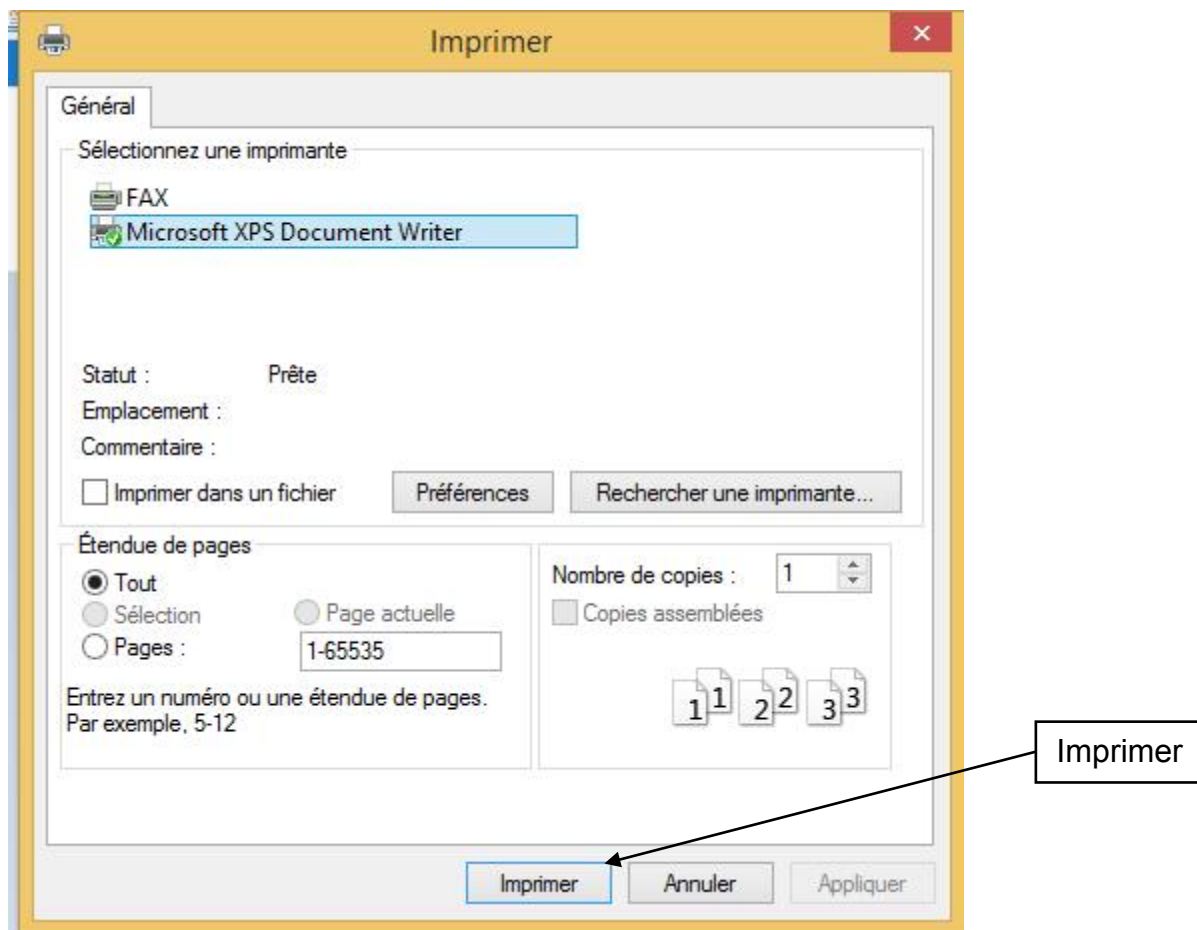 Imprimer
Général
Sélectionnez une imprimante
FAX
Microsoft XPS Document Writer
Statut : Prête
Emplacement :
Commentaire :
Imprimer dans un fichier Préférences Rechercher une imprimante...
Étendue de pages
Tout
Sélection Page actuelle
Pages : 1-65535
Entrez un numéro ou une étendue de pages.
Par exemple, 5-12
Nombre de copies : 1
Copies assemblées
1 1 2 2 3 3
Imprimer
Imprimer Annuler Appliquer